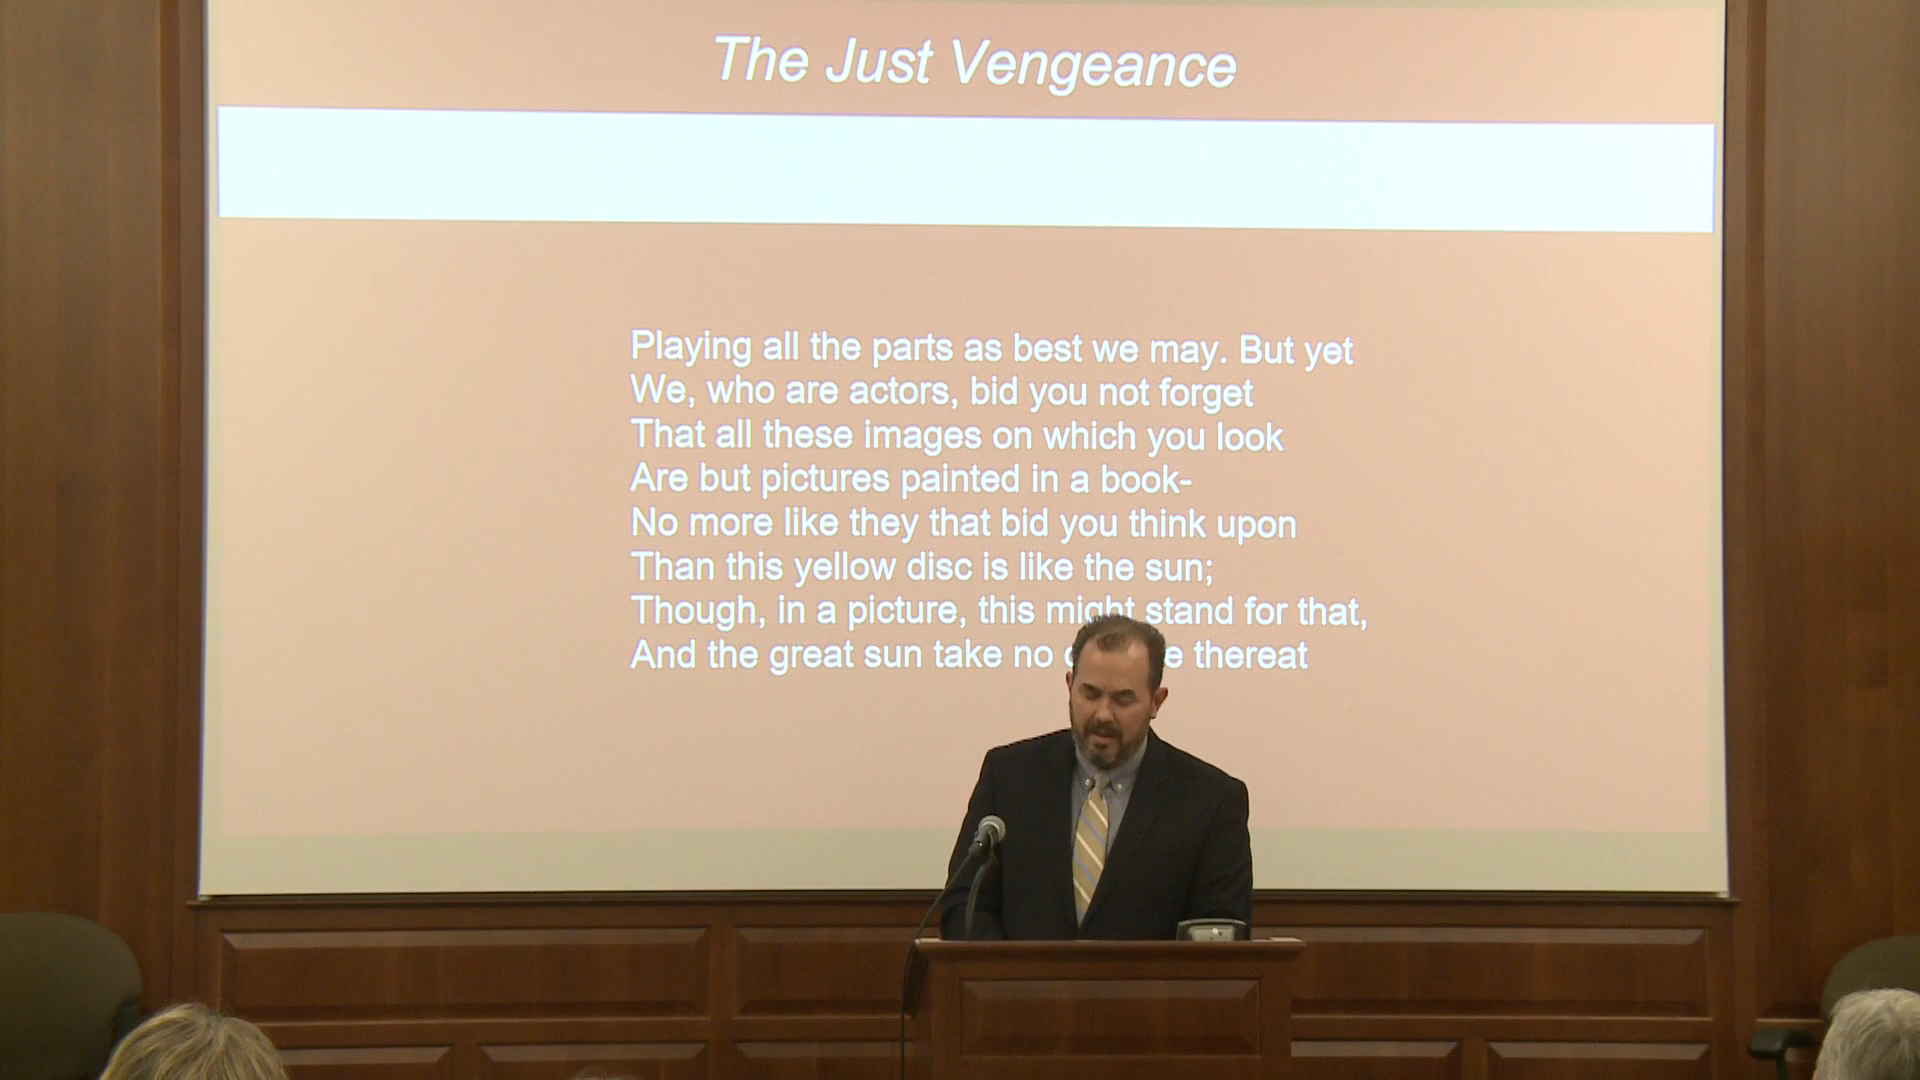 The Just Vengeance
Playing all the parts as best we may. But yet
We, who are actors, bid you not forget
That all these images on which you look
Are but pictures painted in a book-
No more like they that bid you think upon
Than this yellow disc is like the sun;
Though, in a picture, this might stand for that,
And the great sun take no thereat